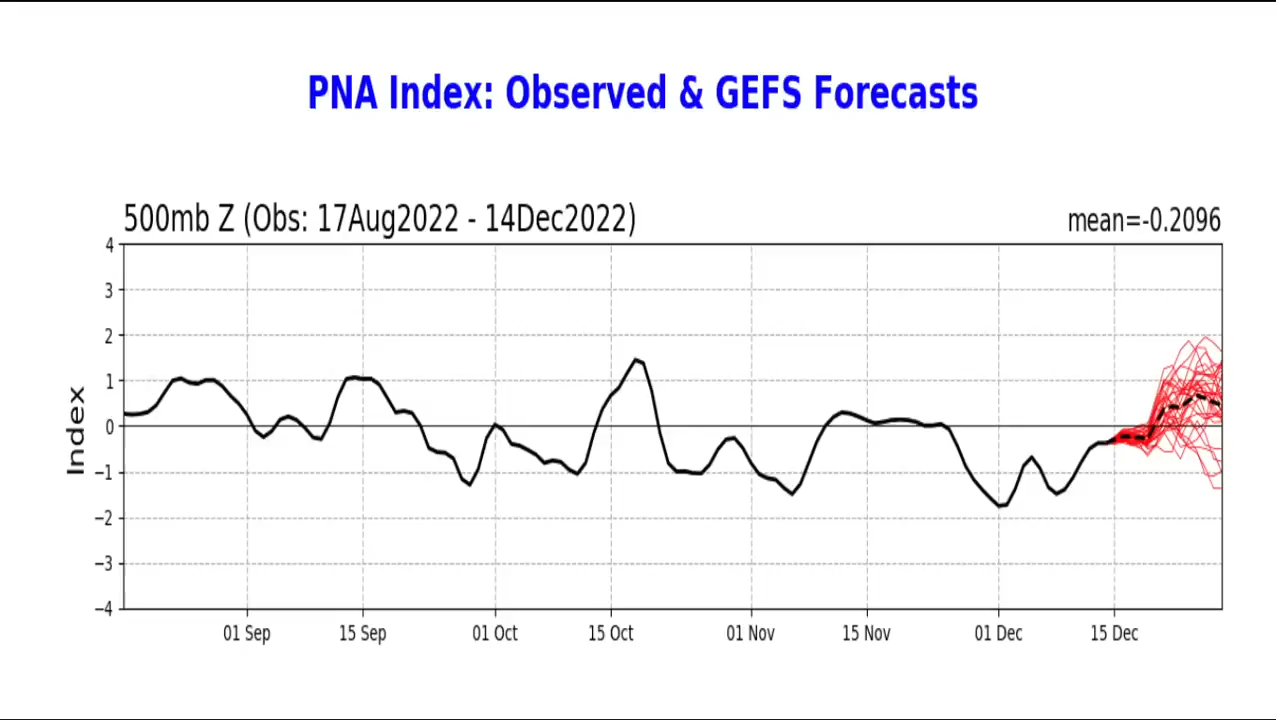 PNA Index: Observed & GEFS Forecasts
500mb Z (Obs: 17Aug2022 - 14Dec2022)
mean=-0.2096
Index
4
3
2
1
0
−1
−2
−3
−4
01 Sep
15 Sep
01 Oct
15 Oct
01 Nov
15 Nov
01 Dec
15 Dec